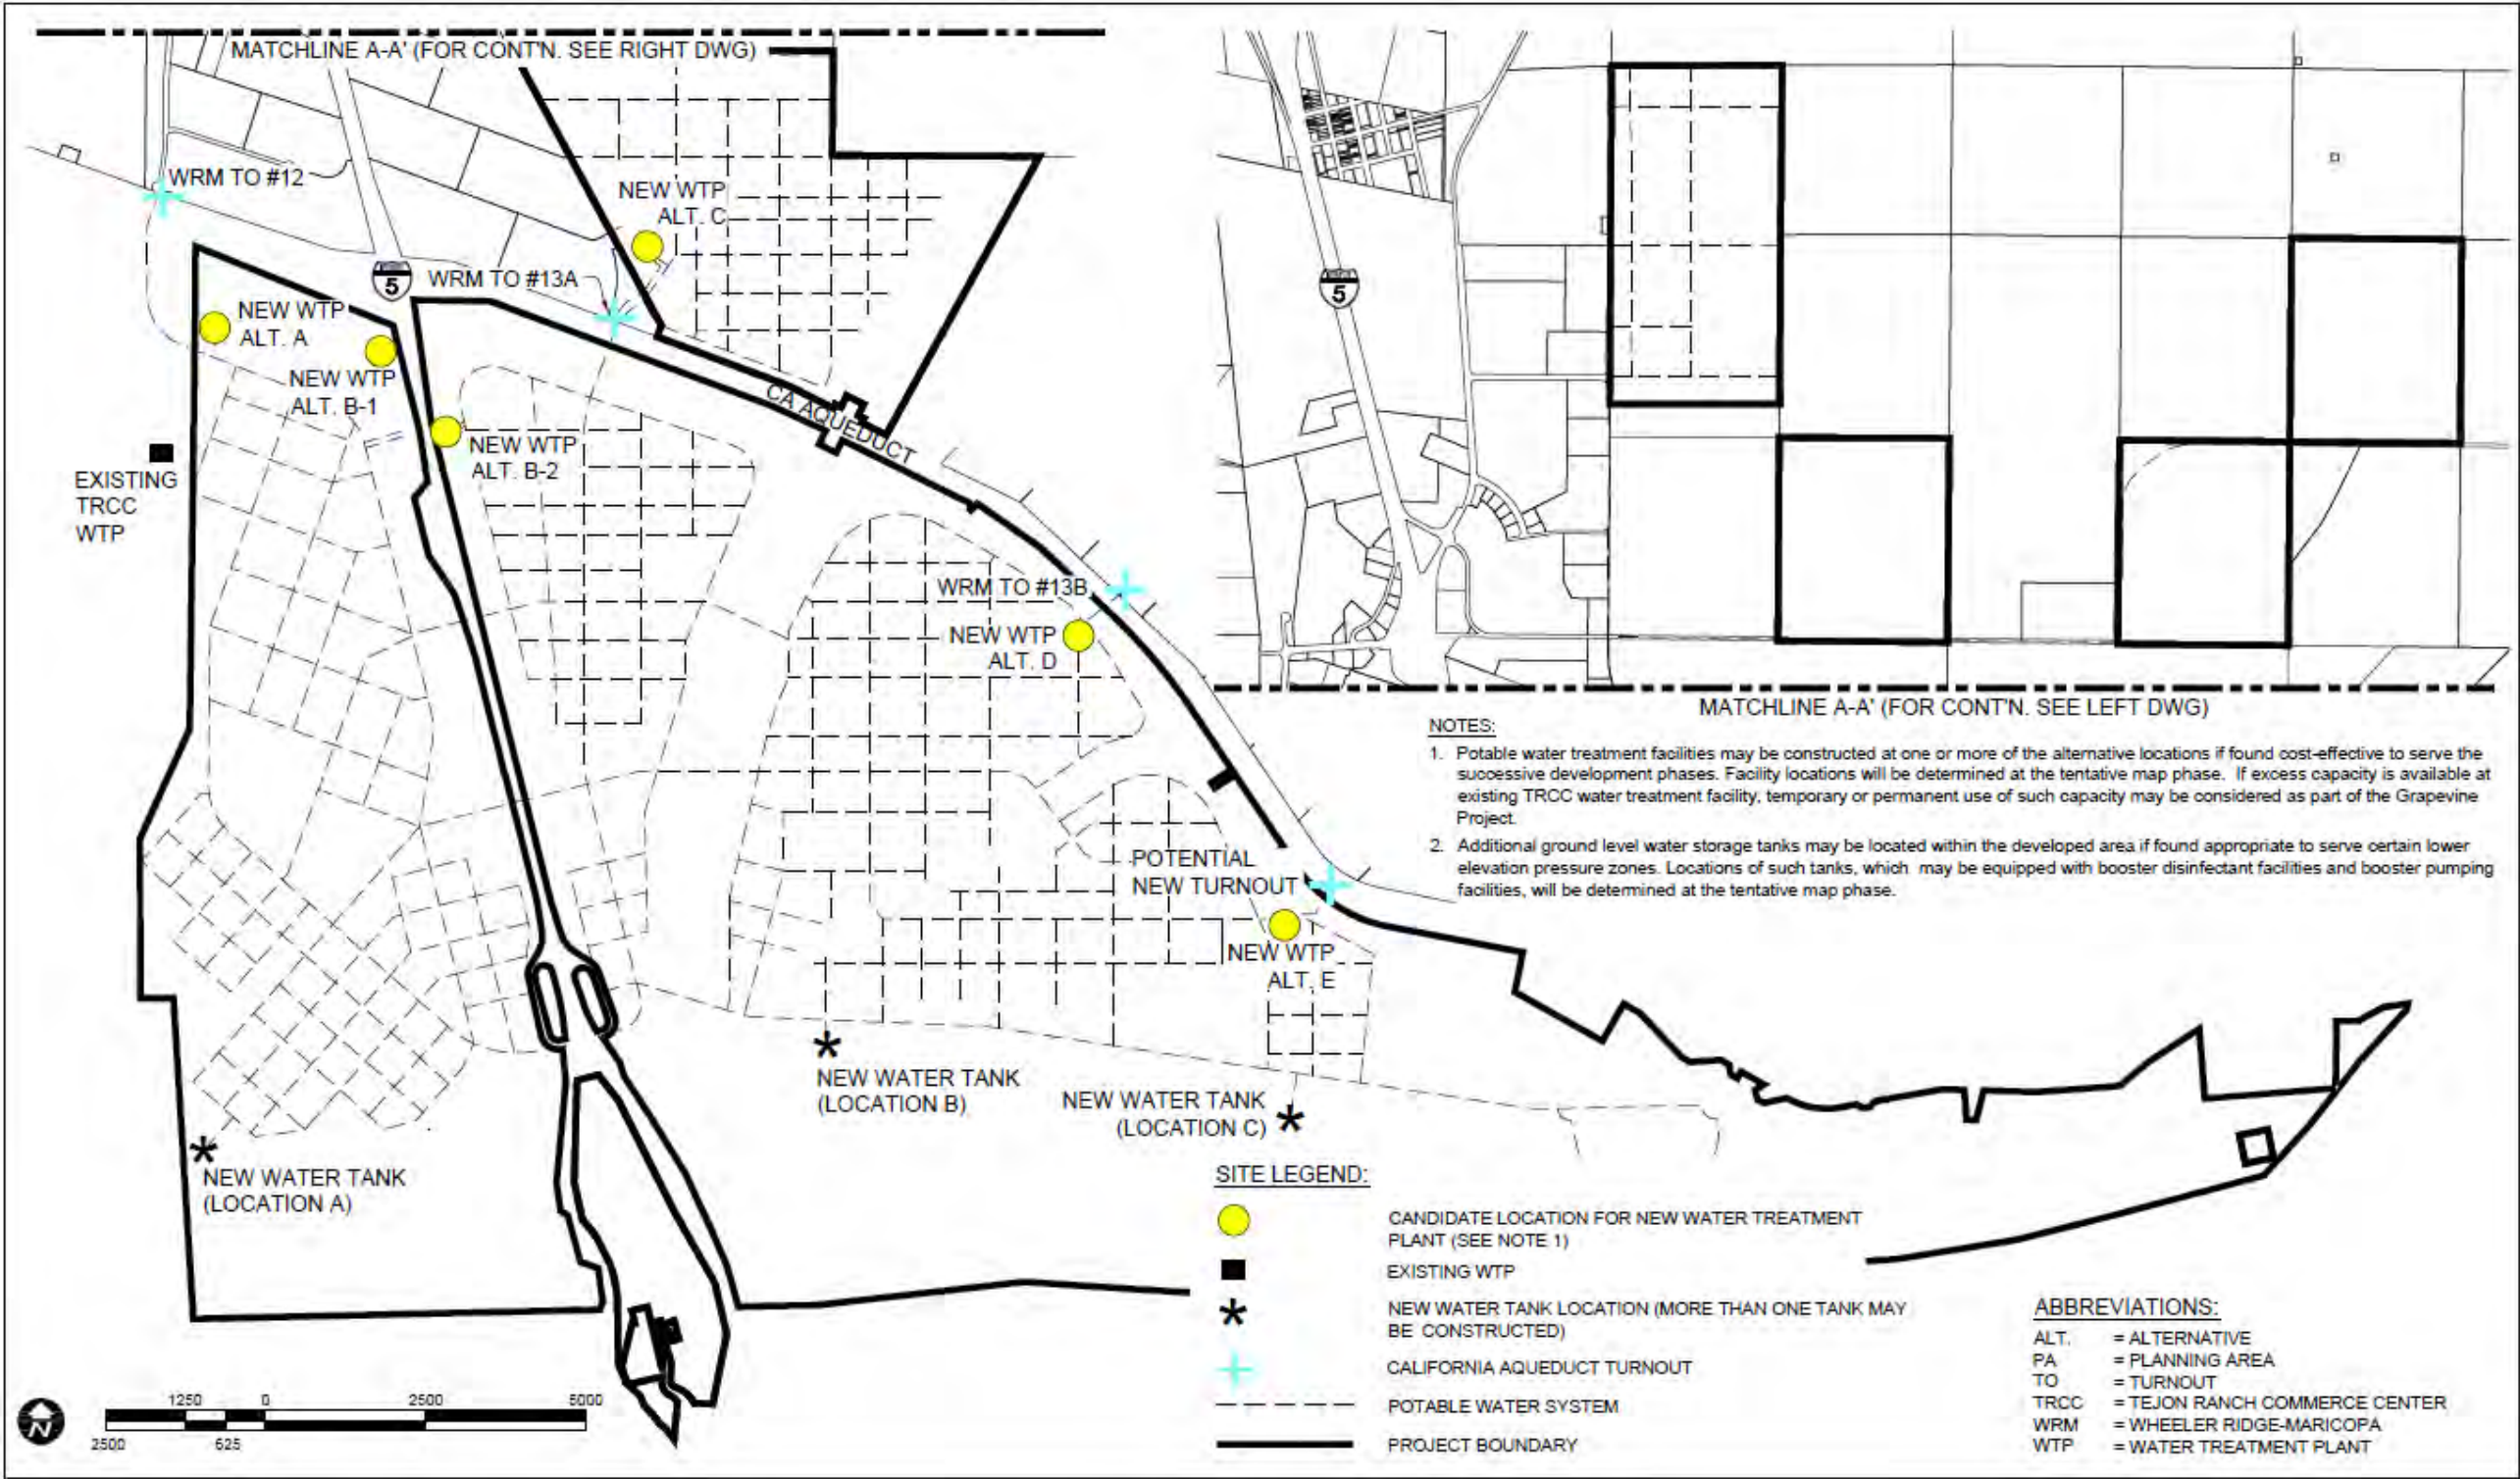 MATCHLINE A-A' (FOR CONT'N. SEE RIGHT DWG)
WRM TO #12
NEW WTP
ALT. C
5
WRM TO #13A
NEW WTP
ALT. A
NEW WTP
ALT. B-1
CA AQUEDUCT
NEW WTP
ALT. B-2
EXISTING
TRCC
WTP
WRM TO #13B
NEW WTP
ALT. D
POTENTIAL
NEW TURNOUT
NEW WTP
ALT. E
NEW WATER TANK
(LOCATION B)
NEW WATER TANK
(LOCATION C)
NEW WATER TANK
(LOCATION A)
5
MATCHLINE A-A' (FOR CONT'N. SEE LEFT DWG)
NOTES:
1. Potable water treatment facilities may be constructed at one or more of the alternative locations if found cost-effective to serve the
successive development phases. Facility locations will be determined at the tentative map phase. If excess capacity is available at
existing TRCC water treatment facility, temporary or permanent use of such capacity may be considered as part of the Grapevine
Project.
2. Additional ground level water storage tanks may be located within the developed area if found appropriate to serve certain lower
elevation pressure zones. Locations of such tanks, which may be equipped with booster disinfectant facilities and booster pumping
facilities, will be determined at the tentative map phase.
SITE LEGEND:
CANDIDATE LOCATION FOR NEW WATER TREATMENT
PLANT (SEE NOTE 1)
EXISTING WTP
NEW WATER TANK LOCATION (MORE THAN ONE TANK MAY
BE CONSTRUCTED)
CALIFORNIA AQUEDUCT TURNOUT
POTABLE WATER SYSTEM
PROJECT BOUNDARY
ABBREVIATIONS:
ALT. = ALTERNATIVE
PA = PLANNING AREA
TO = TURNOUT
TRCC = TEJON RANCH COMMERCE CENTER
WRM = WHEELER RIDGE-MARICOPA
WTP = WATER TREATMENT PLANT
N
1250 0 2500 5000
2500 625